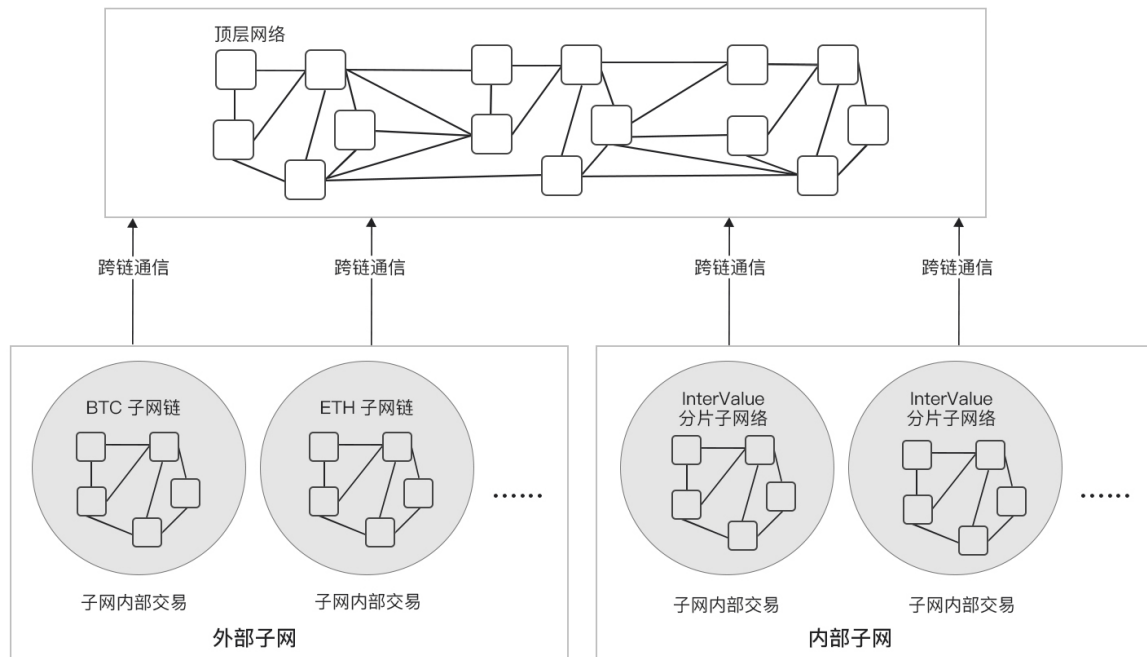 顶层网络
跨链通信
跨链通信
跨链通信
跨链通信
BTC 子网链
ETH 子网链
InterValue
分片子网络
InterValue
分片子网络
......
......
子网内部交易
子网内部交易
子网内部交易
子网内部交易
外部子网
内部子网